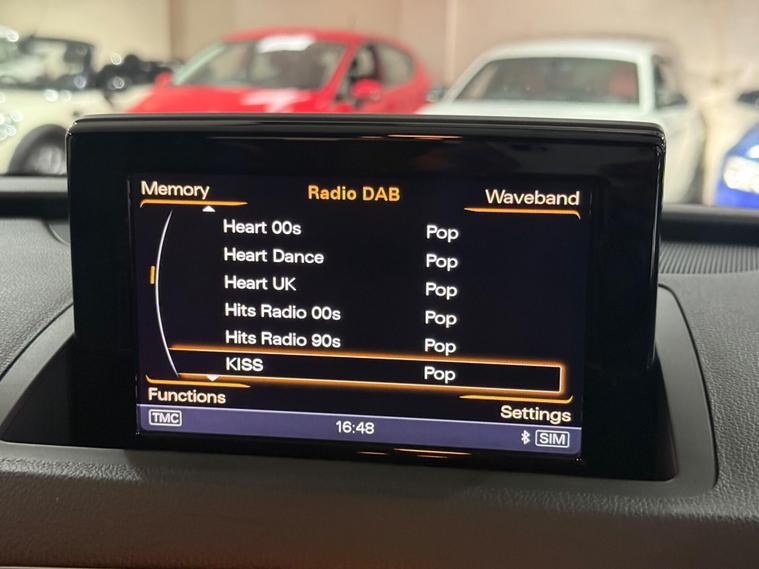 Memory Radio DAB Waveband
Heart 00s Pop
Heart Dance Pop
Heart UK Pop
Hits Radio 00s Pop
Hits Radio 90s Pop
KISS Pop
Functions Settings
TMC 16:48 SIM